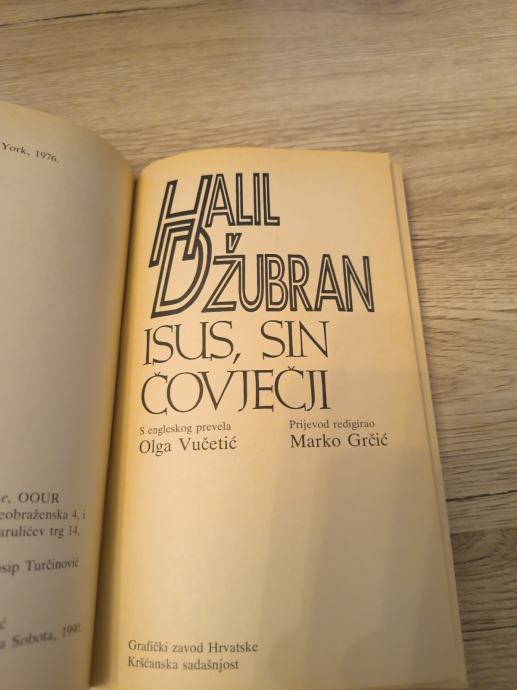 York, 1976.
OOUR
eobraženska 4, i
arulićev trg 14.
osip Turčinović
a Sobota, 1990.
HALIL
DŽUBRAN
ISUS, SIN
ČOVJEČJI
S engleskog prevela
Olga Vučetić
Prijevod redigirao
Marko Grčić
Grafički zavod Hrvatske
Kršćanska sadašnjost